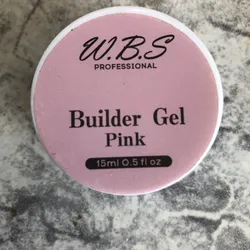 W.B.S
PROFESSIONAL
Builder Gel
Pink
15ml 0.5 fl oz